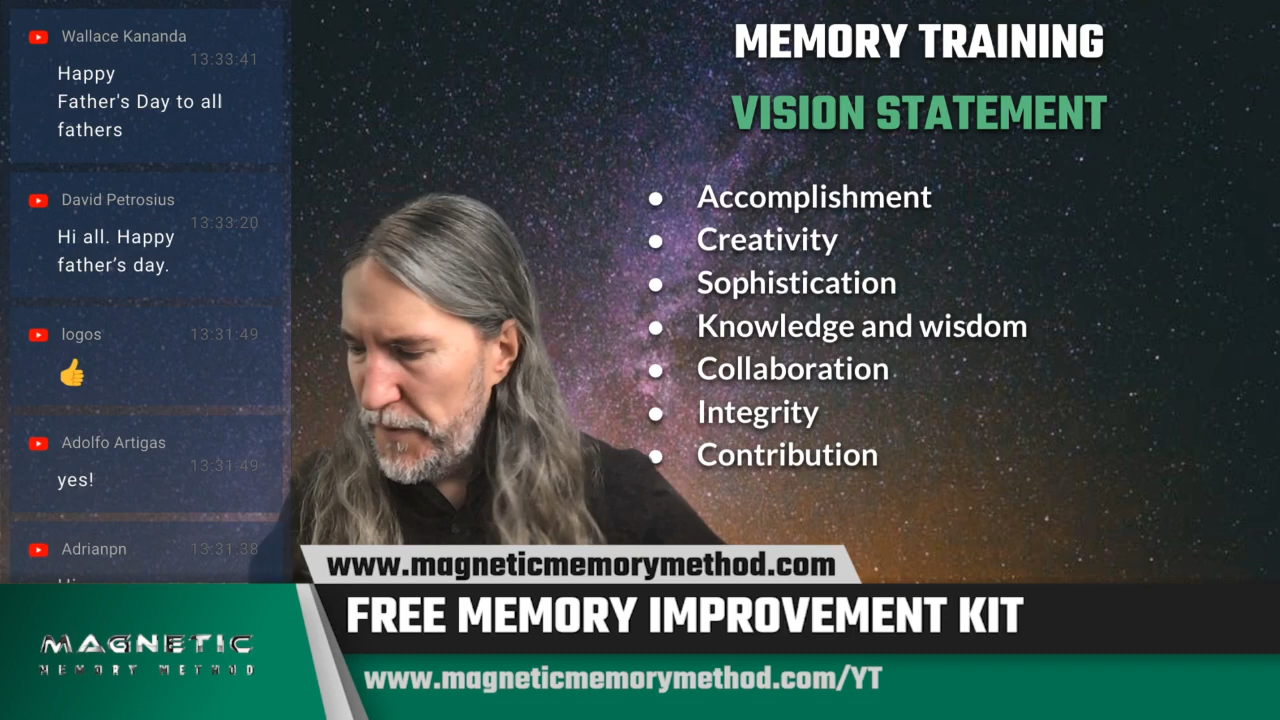 Wallace Kananda
13:33:41
Happy
Father's Day to all
fathers
David Petrosius
13:33:20
Hi all. Happy
father’s day.
logos
13:31:49
👍
Adolfo Artigas
13:31:49
yes!
Adrianpn
13:31:38
MEMORY TRAINING
VISION STATEMENT
● Accomplishment
● Creativity
● Sophistication
● Knowledge and wisdom
● Collaboration
● Integrity
● Contribution
www.magneticmemorymethod.com
FREE MEMORY IMPROVEMENT KIT
www.magneticmemorymethod.com/YT
MAGNETIC
MEMORY METHOD